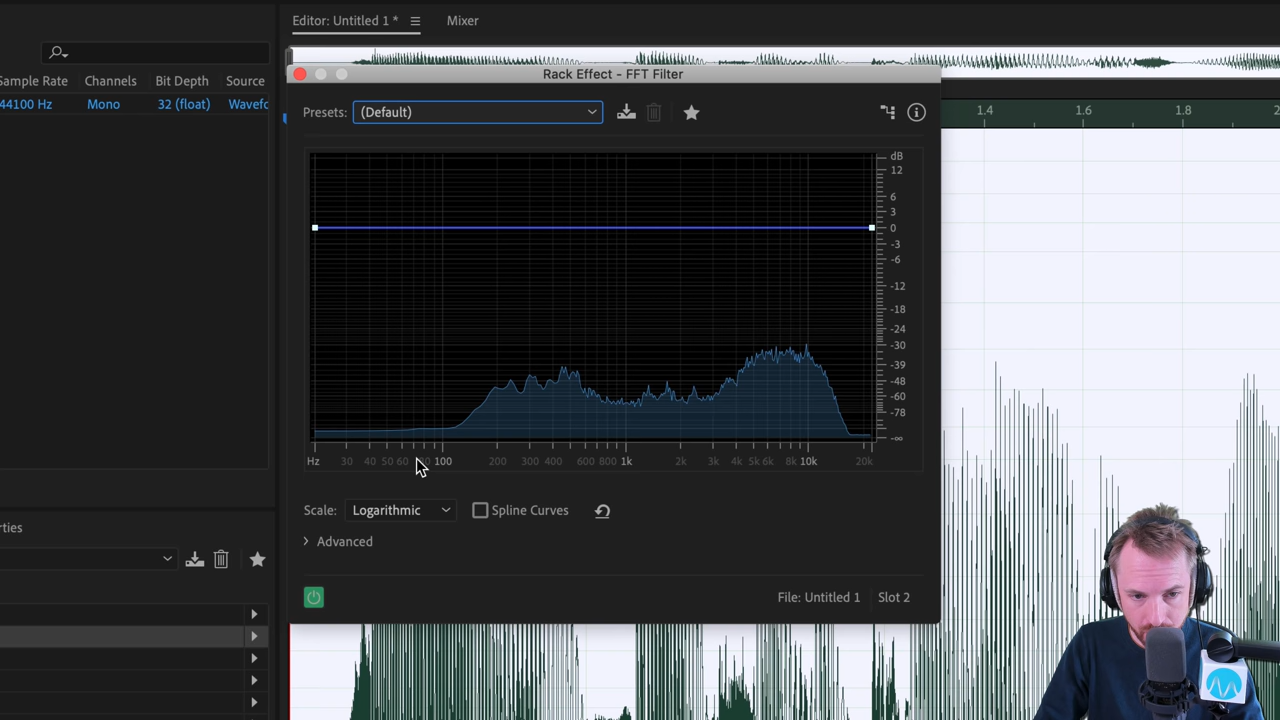 Editor: Untitled 1 *
Mixer
Sample Rate Channels Bit Depth Source
44100 Hz Mono 32 (float) Wavefo
Rack Effect - FFT Filter
Presets: (Default)
1.4 1.6 1.8 2
dB
12
6
3
0
-3
-6
-12
-18
-24
-30
-39
-48
-60
-78
-∞
Hz 30 40 50 60 80 100 200 300 400 600 800 1k 2k 3k 4k 5k 6k 8k 10k 20k
Scale: Logarithmic Spline Curves
rties
Advanced
File: Untitled 1 Slot 2